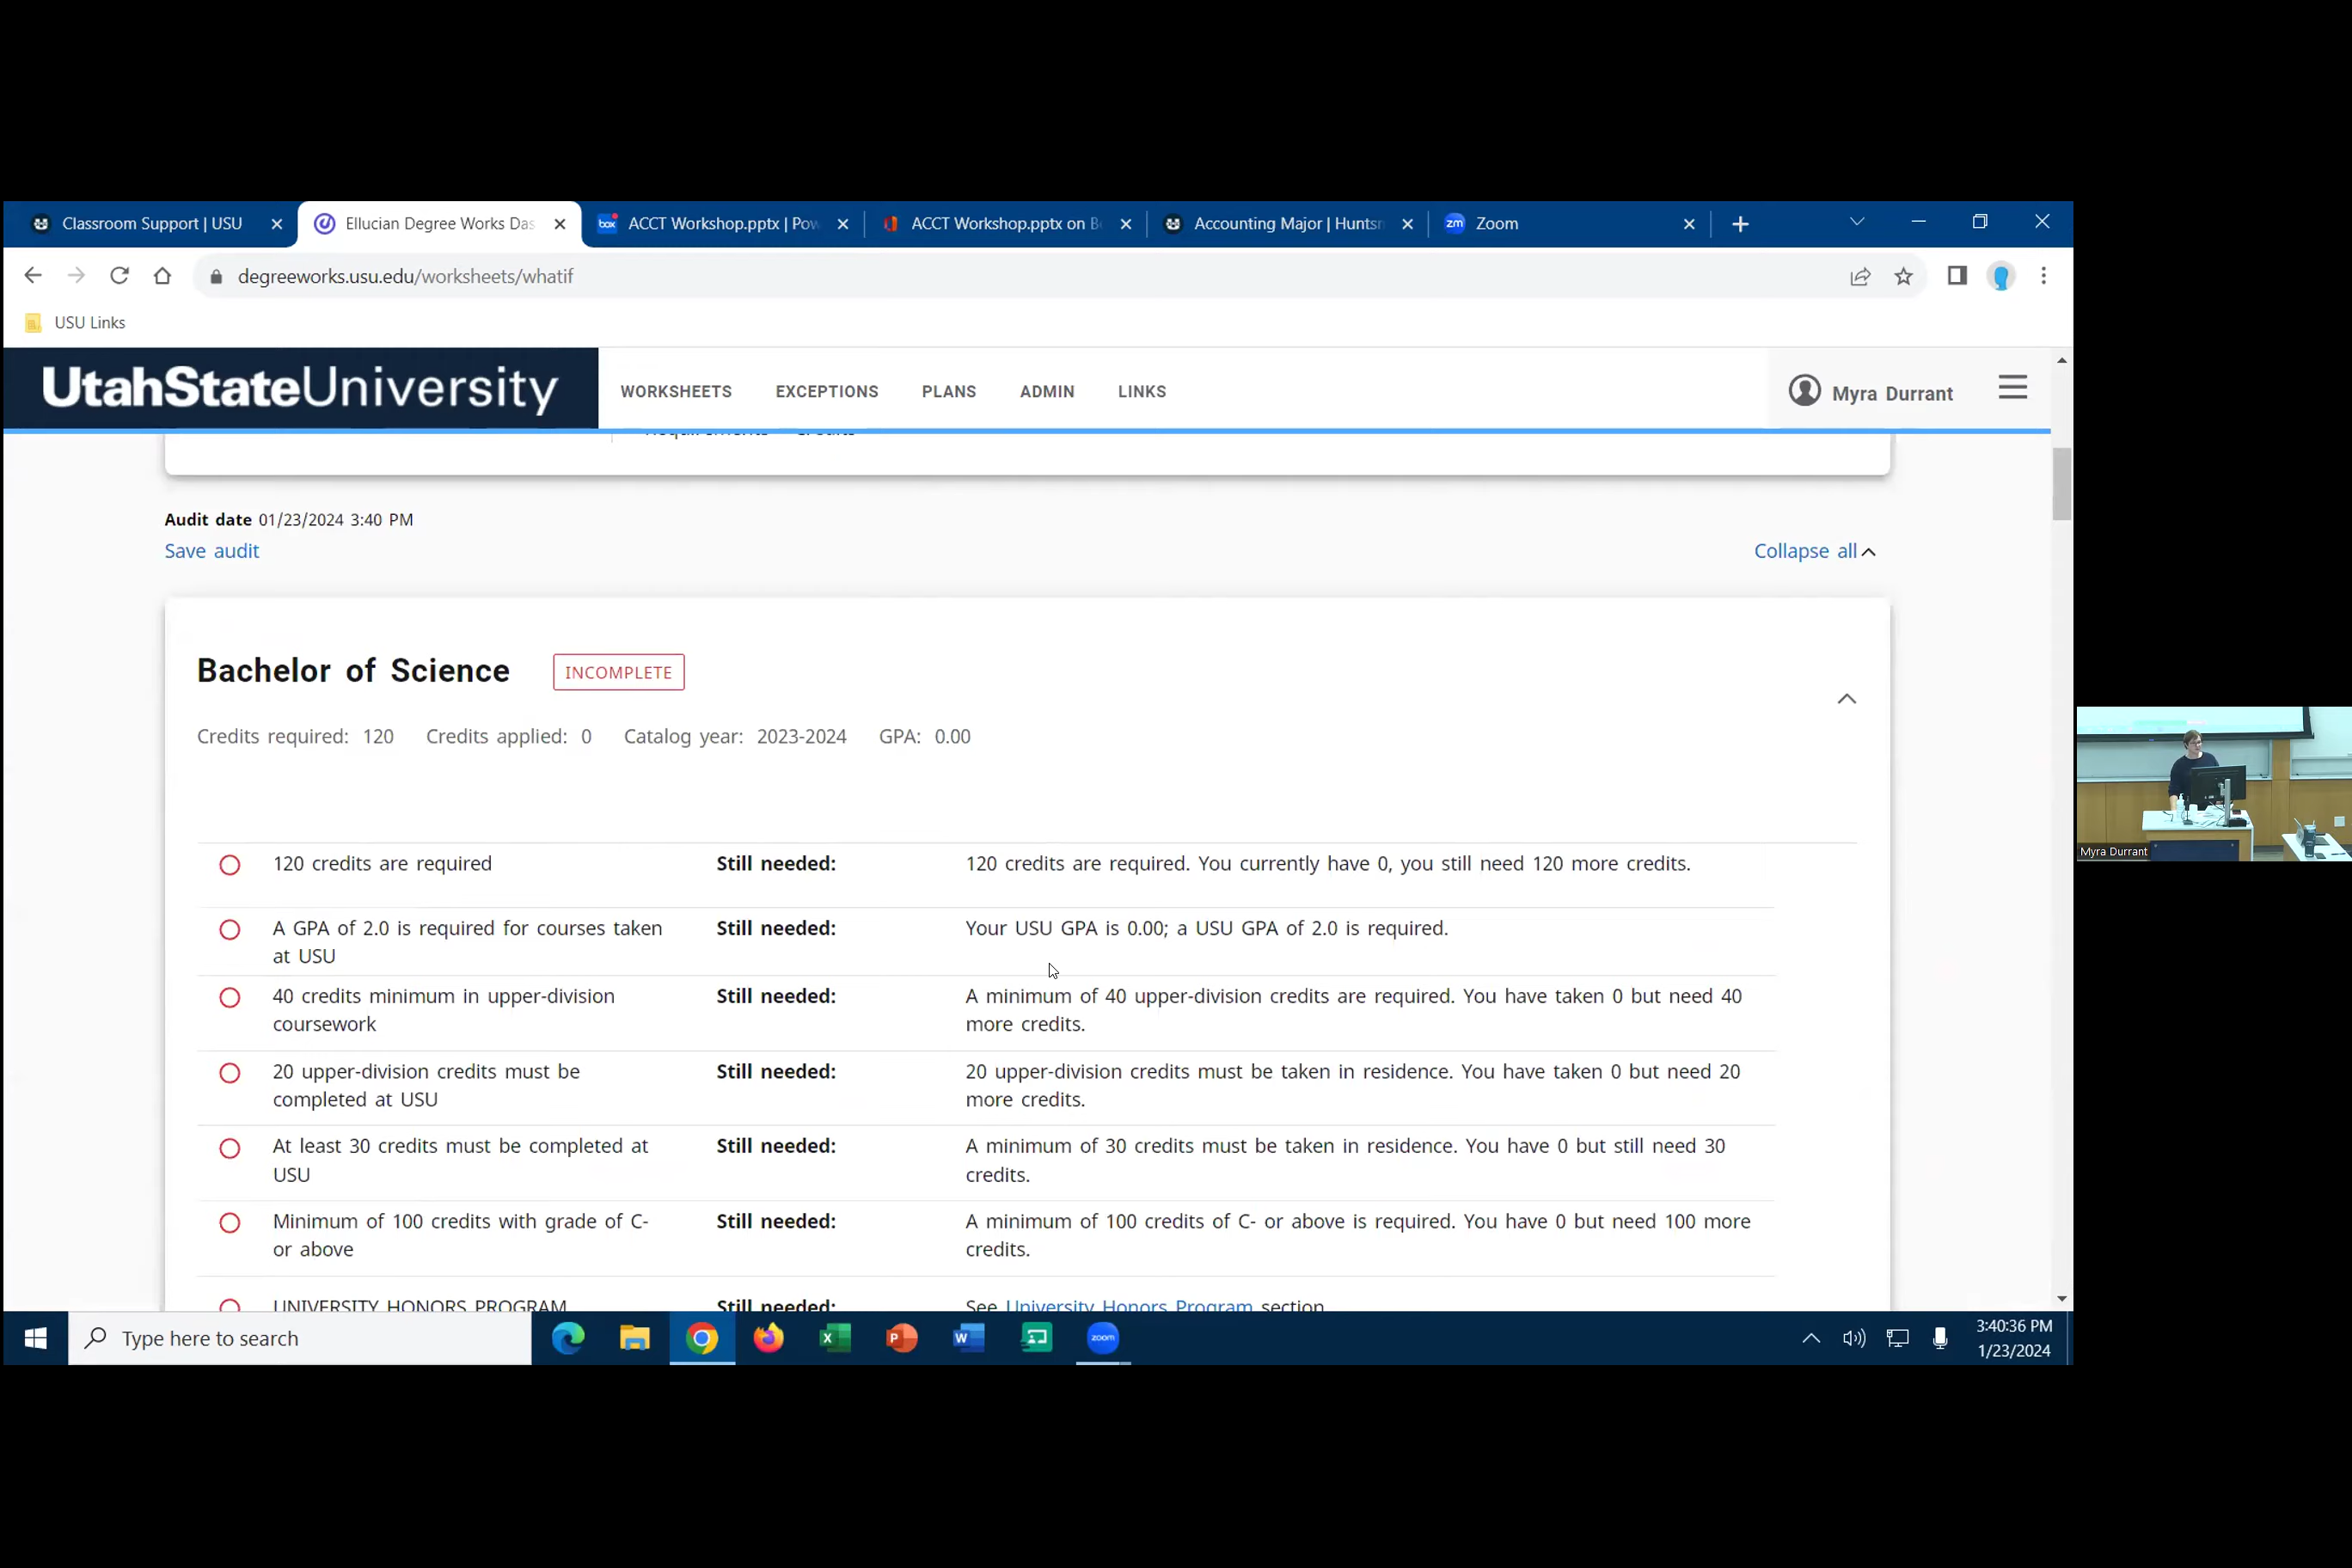 Classroom Support | USU
Ellucian Degree Works Das
ACCT Workshop.pptx | Pow
ACCT Workshop.pptx on B
Accounting Major | Huntsn
zm Zoom
degreeworks.usu.edu/worksheets/whatif
USU Links
UtahStateUniversity
WORKSHEETS EXCEPTIONS PLANS ADMIN LINKS
Myra Durrant
Audit date 01/23/2024 3:40 PM
Save audit
Collapse all
Bachelor of Science INCOMPLETE
Credits required: 120 Credits applied: 0 Catalog year: 2023-2024 GPA: 0.00
120 credits are required Still needed: 120 credits are required. You currently have 0, you still need 120 more credits.
A GPA of 2.0 is required for courses taken Still needed: Your USU GPA is 0.00; a USU GPA of 2.0 is required.
at USU
40 credits minimum in upper-division Still needed: A minimum of 40 upper-division credits are required. You have taken 0 but need 40
coursework more credits.
20 upper-division credits must be Still needed: 20 upper-division credits must be taken in residence. You have taken 0 but need 20
completed at USU more credits.
At least 30 credits must be completed at Still needed: A minimum of 30 credits must be taken in residence. You have 0 but still need 30
USU credits.
Minimum of 100 credits with grade of C- Still needed: A minimum of 100 credits of C- or above is required. You have 0 but need 100 more
or above credits.
UNIVERSITY HONORS PROGRAM Still needed: See University Honors Program section
Type here to search
zoom
3:40:36 PM
1/23/2024
Myra Durrant